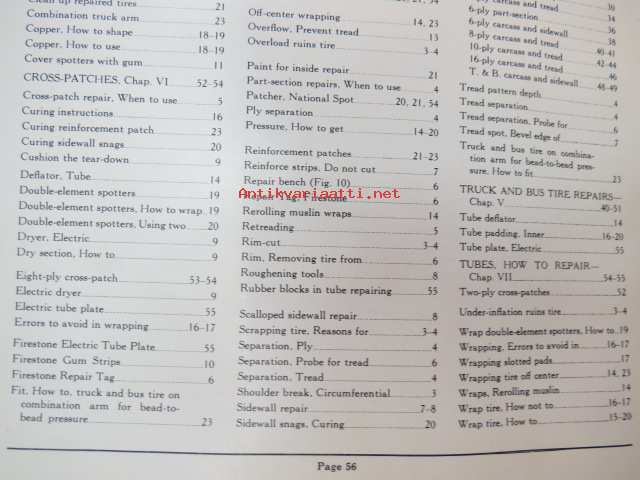 Clean up repaired tires 21
Combination truck arm 23
Copper, How to shape 18-19
Copper, How to use 18-19
Cover spotters with gum 11
CROSS-PATCHES, Chap. VI 52-54
Cross-patch repair, When to use 5
Curing instructions 16
Curing reinforcement patch 23
Curing sidewall snags 20
Cushion the tear-down 9
Deflator, Tube 14
Double-element spotters 19
Double-element spotters, How to wrap 19
Double-element spotters, Using two 20
Dryer, Electric 9
Dry section, How to 9
Eight-ply cross-patch 53-54
Electric dryer 9
Electric tube plate 55
Errors to avoid in wrapping 16-17
Firestone Electric Tube Plate 55
Firestone Gum Strips 10
Firestone Repair Tag 6
Fit, How to, truck and bus tire on
combination arm for bead-to-
bead pressure 23
Off-center wrapping 14, 23
Overflow, Prevent tread 13
Overload ruins tire 3-4
Paint for inside repair 21
Part-section repairs, When to use 4
Patcher, National Spot 20, 21, 54
Ply separation 4
Pressure, How to get 14-20
Reinforcement patches 21-23
Reinforce strips, Do not cut 7
Repair bench (Fig. 10) 6
Repair Tag, Firestone 6
Antikvariaatti.net
Rerolling muslin wraps 14
Retreading 5
Rim-cut 3-4
Rim, Removing tire from 6
Roughening tools 8
Rubber blocks in tube repairing 55
Scalloped sidewall repair 8
Scrapping tire, Reasons for 3-4
Separation, Ply 4
Separation, Probe for tread 6
Separation, Tread 4
Shoulder break, Circumferential 3
Sidewall repair 7-8
Sidewall snags, Curing 20
6-ply part-section 34
6-ply carcass and sidewall 36
8-ply carcass and tread 38
10-ply carcass and tread 40-41
16-ply carcass and tread 42-44
T. & B. carcass and sidewall 46
48-49
Tread pattern depth 4
Tread separation 4
Tread separation, Probe for 6
Tread spot, Bevel edge of 7
Truck and bus tire on combina-
tion arm for bead-to-bead pres-
sure, How to fit 23
TRUCK AND BUS TIRE REPAIRS—
Chap. V 40-51
Tube deflator 14
Tube padding, Inner 16-20
Tube plate, Electric 55
TUBES, HOW TO REPAIR—
Chap. VII 54-55
Two-ply cross-patches 52
Under-inflation ruins tire 3-4
Wrap double-element spotters, How to 19
Wrapping, Errors to avoid in 16-17
Wrapping slotted pads 17
Wrapping tire off center 14, 23
Wraps, Rerolling muslin 14
Wrap tire, How not to 16-17
Wrap tire, How to 15-20
Page 56